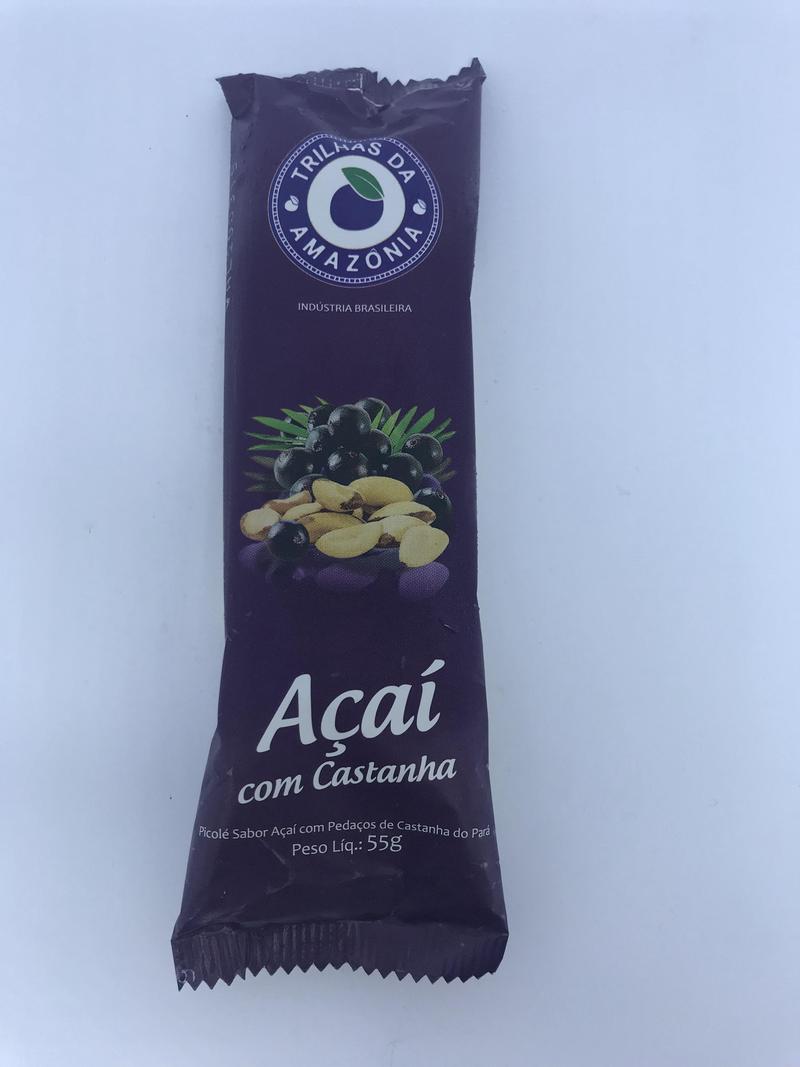 TRILHAS DA
AMAZÔNIA
INDÚSTRIA BRASILEIRA
Açaí
com Castanha
Picolé Sabor Açaí com Pedaços de Castanha do Pará
Peso Líq.: 55g